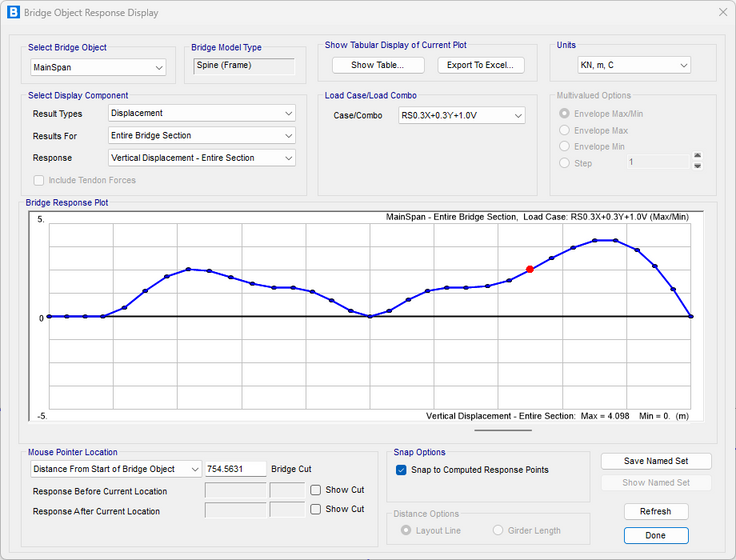 B Bridge Object Response Display
Select Bridge Object
MainSpan
Bridge Model Type
Spine (Frame)
Show Tabular Display of Current Plot
Show Table...
Export To Excel...
Units
KN, m, C
Select Display Component
Result Types
Displacement
Results For
Entire Bridge Section
Response
Vertical Displacement - Entire Section
Include Tendon Forces
Load Case/Load Combo
Case/Combo
RS0.3X+0.3Y+1.0V
Multivalued Options
Envelope Max/Min
Envelope Max
Envelope Min
Step
1
Bridge Response Plot
5.
MainSpan - Entire Bridge Section, Load Case: RS0.3X+0.3Y+1.0V (Max/Min)
0
-5.
Vertical Displacement - Entire Section: Max = 4.098 Min = 0. (m)
Mouse Pointer Location
Distance From Start of Bridge Object
754.5631
Bridge Cut
Response Before Current Location
Show Cut
Response After Current Location
Show Cut
Snap Options
Snap to Computed Response Points
Distance Options
Layout Line
Girder Length
Save Named Set
Show Named Set
Refresh
Done